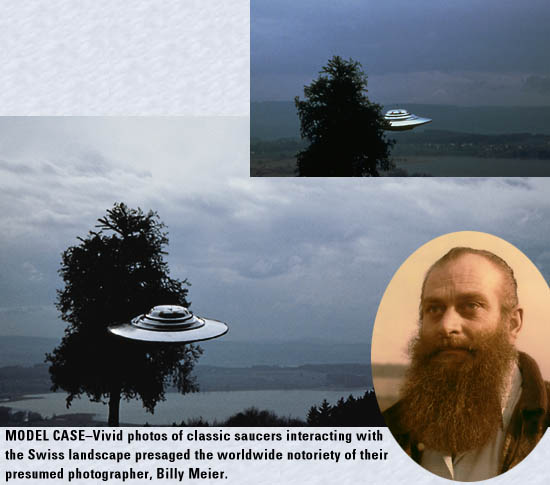 MODEL CASE–Vivid photos of classic saucers interacting with
the Swiss landscape presaged the worldwide notoriety of their
presumed photographer, Billy Meier.